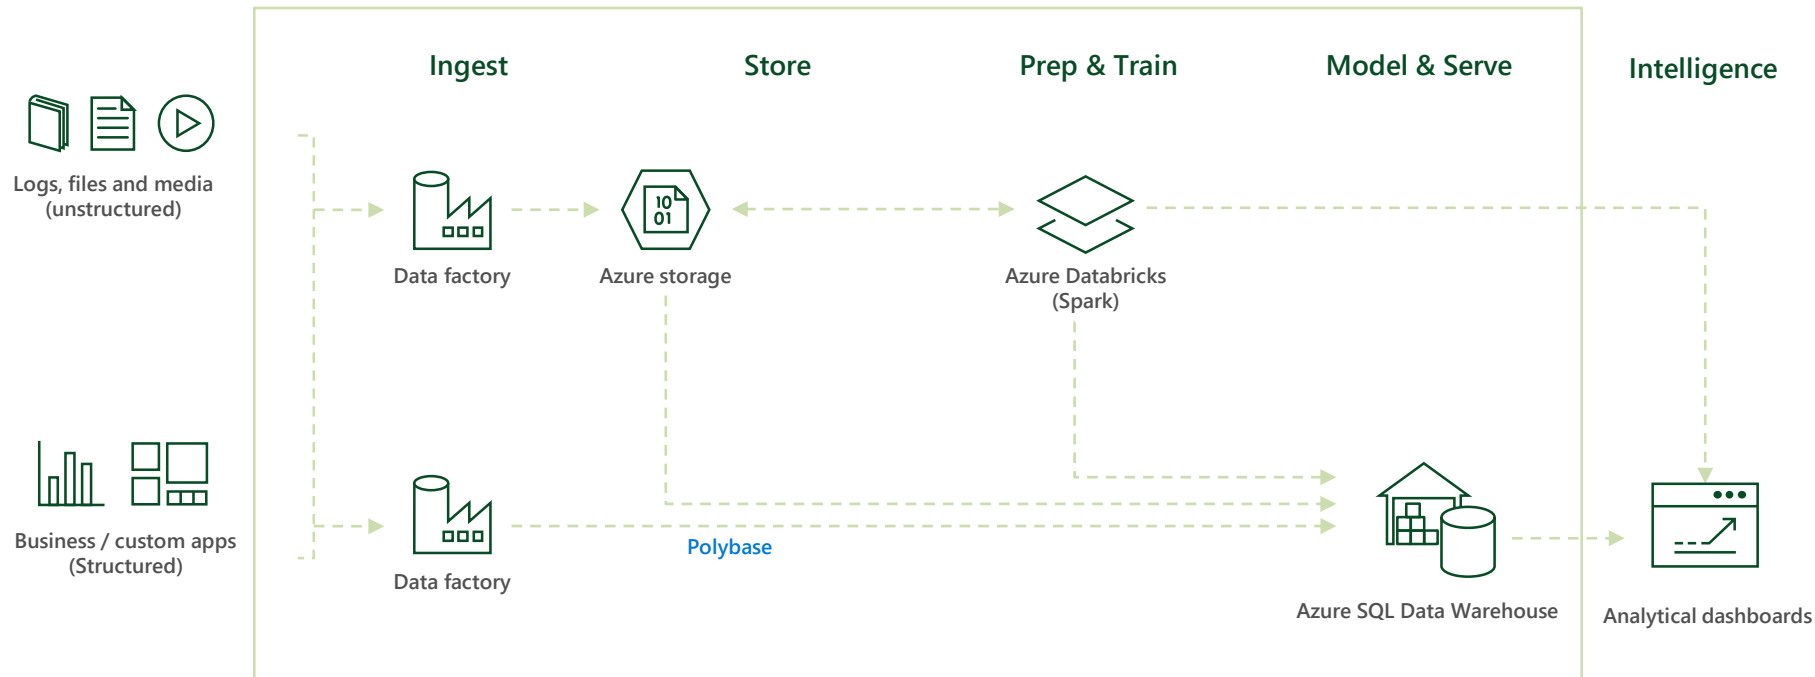 Ingest
Store
Prep & Train
Model & Serve
Intelligence
Logs, files and media
(unstructured)
10
01
Data factory
Azure storage
Azure Databricks
(Spark)
Business / custom apps
(Structured)
Data factory
Polybase
Azure SQL Data Warehouse
Analytical dashboards